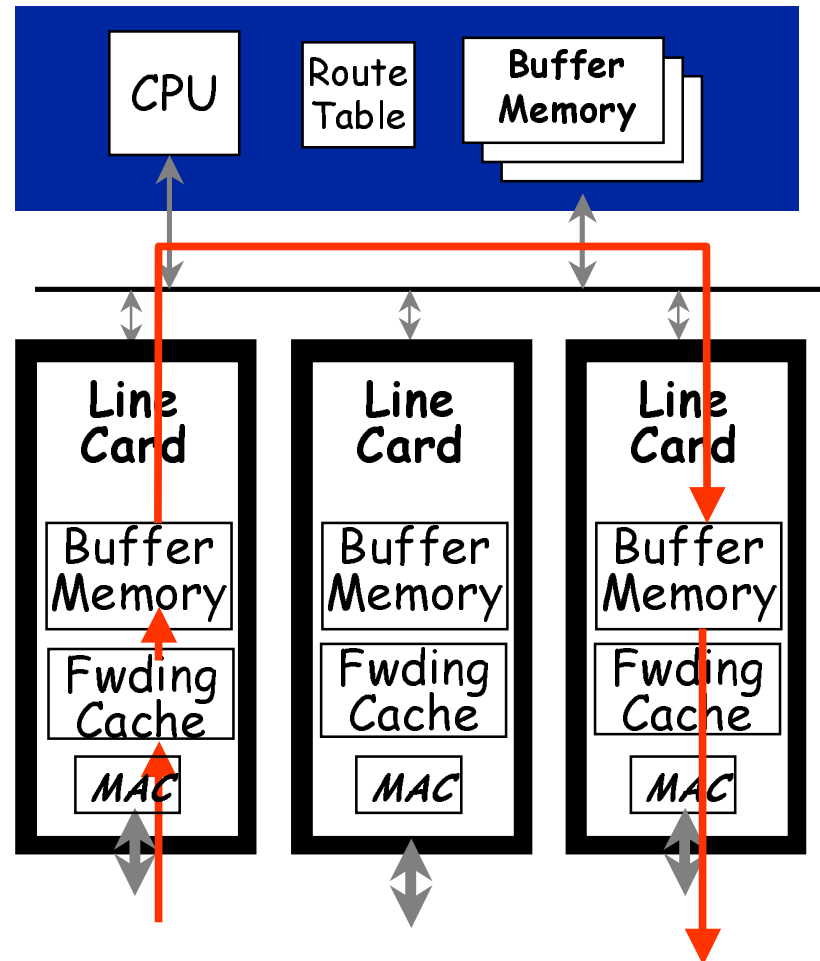 CPU
Route
Table
Buffer
Memory
Line
Card
Buffer
Memory
Fwding
Cache
MAC
Line
Card
Buffer
Memory
Fwding
Cache
MAC
Line
Card
Buffer
Memory
Fwding
Cache
MAC